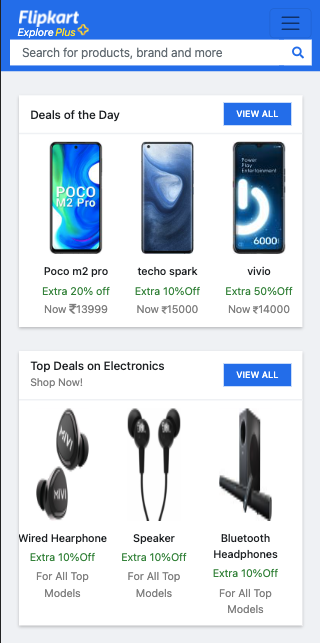 Flipkart
Explore Plus
Search for products, brand and more
Deals of the Day
VIEW ALL
POCO
M2 Pro
Power
Play
Entertainment
6000
Poco m2 pro
techo spark
vivio
Extra 20% off
Extra 10%Off
Extra 50%Off
Now ₹13999
Now ₹15000
Now ₹14000
Top Deals on Electronics
Shop Now!
VIEW ALL
MIVI
MIVI
Wired Hearphone
Speaker
Bluetooth
Headphones
Extra 10%Off
Extra 10%Off
Extra 10%Off
For All Top
Models
For All Top
Models
For All Top
Models